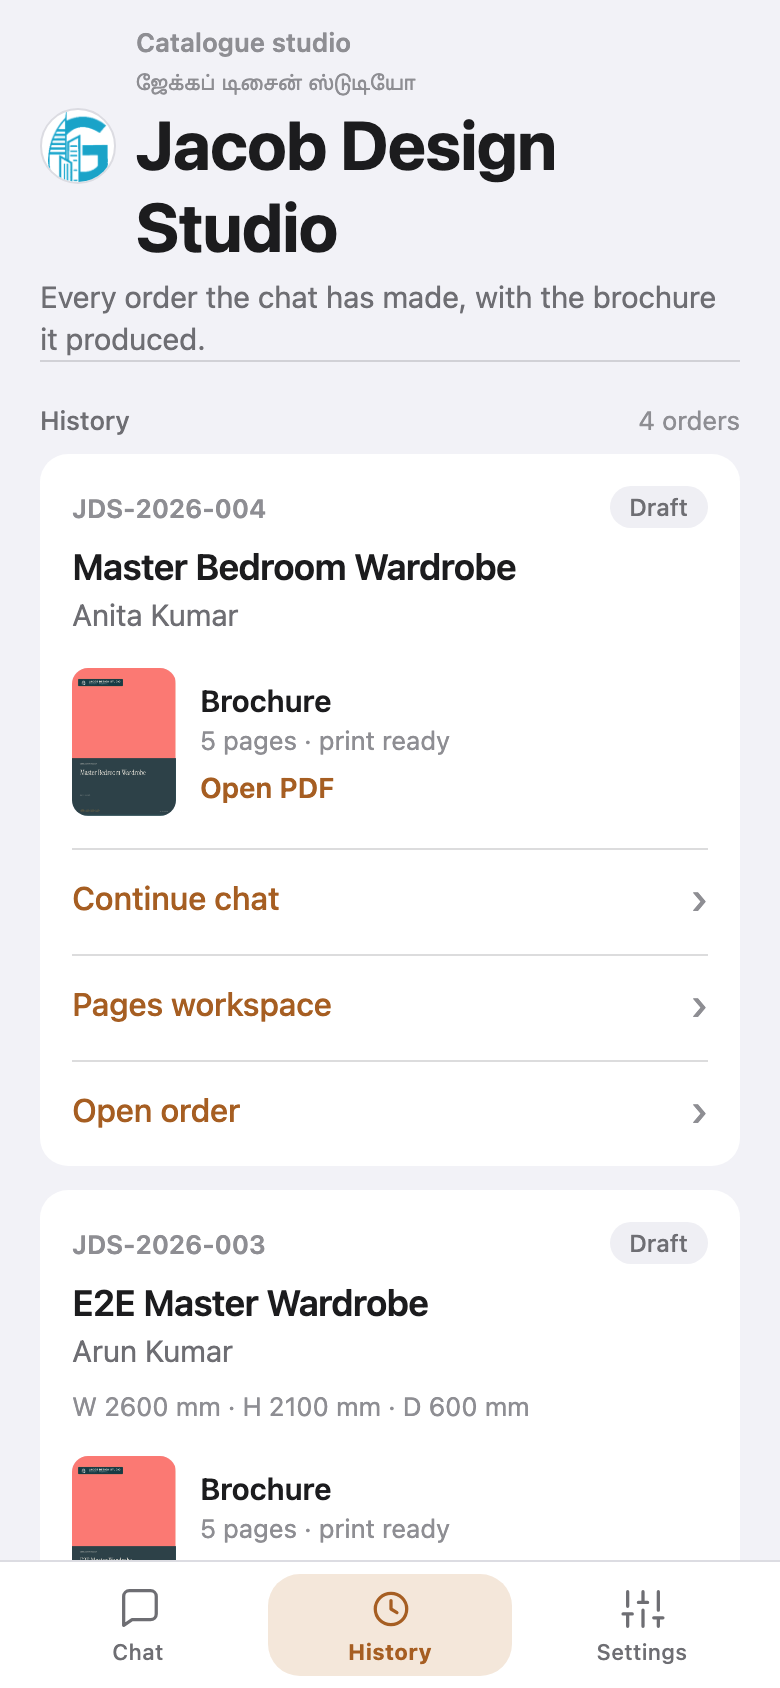 Catalogue studio
ஜேக்கப் டிசைன் ஸ்டுடியோ
Jacob Design
Studio
Every order the chat has made, with the brochure
it produced.
History
4 orders
JDS-2026-004
Draft
Master Bedroom Wardrobe
Anita Kumar
Master Bedroom Wardrobe
Brochure
5 pages · print ready
Open PDF
Continue chat
Pages workspace
Open order
JDS-2026-003
Draft
E2E Master Wardrobe
Arun Kumar
W 2600 mm · H 2100 mm · D 600 mm
Brochure
5 pages · print ready
Chat
History
Settings